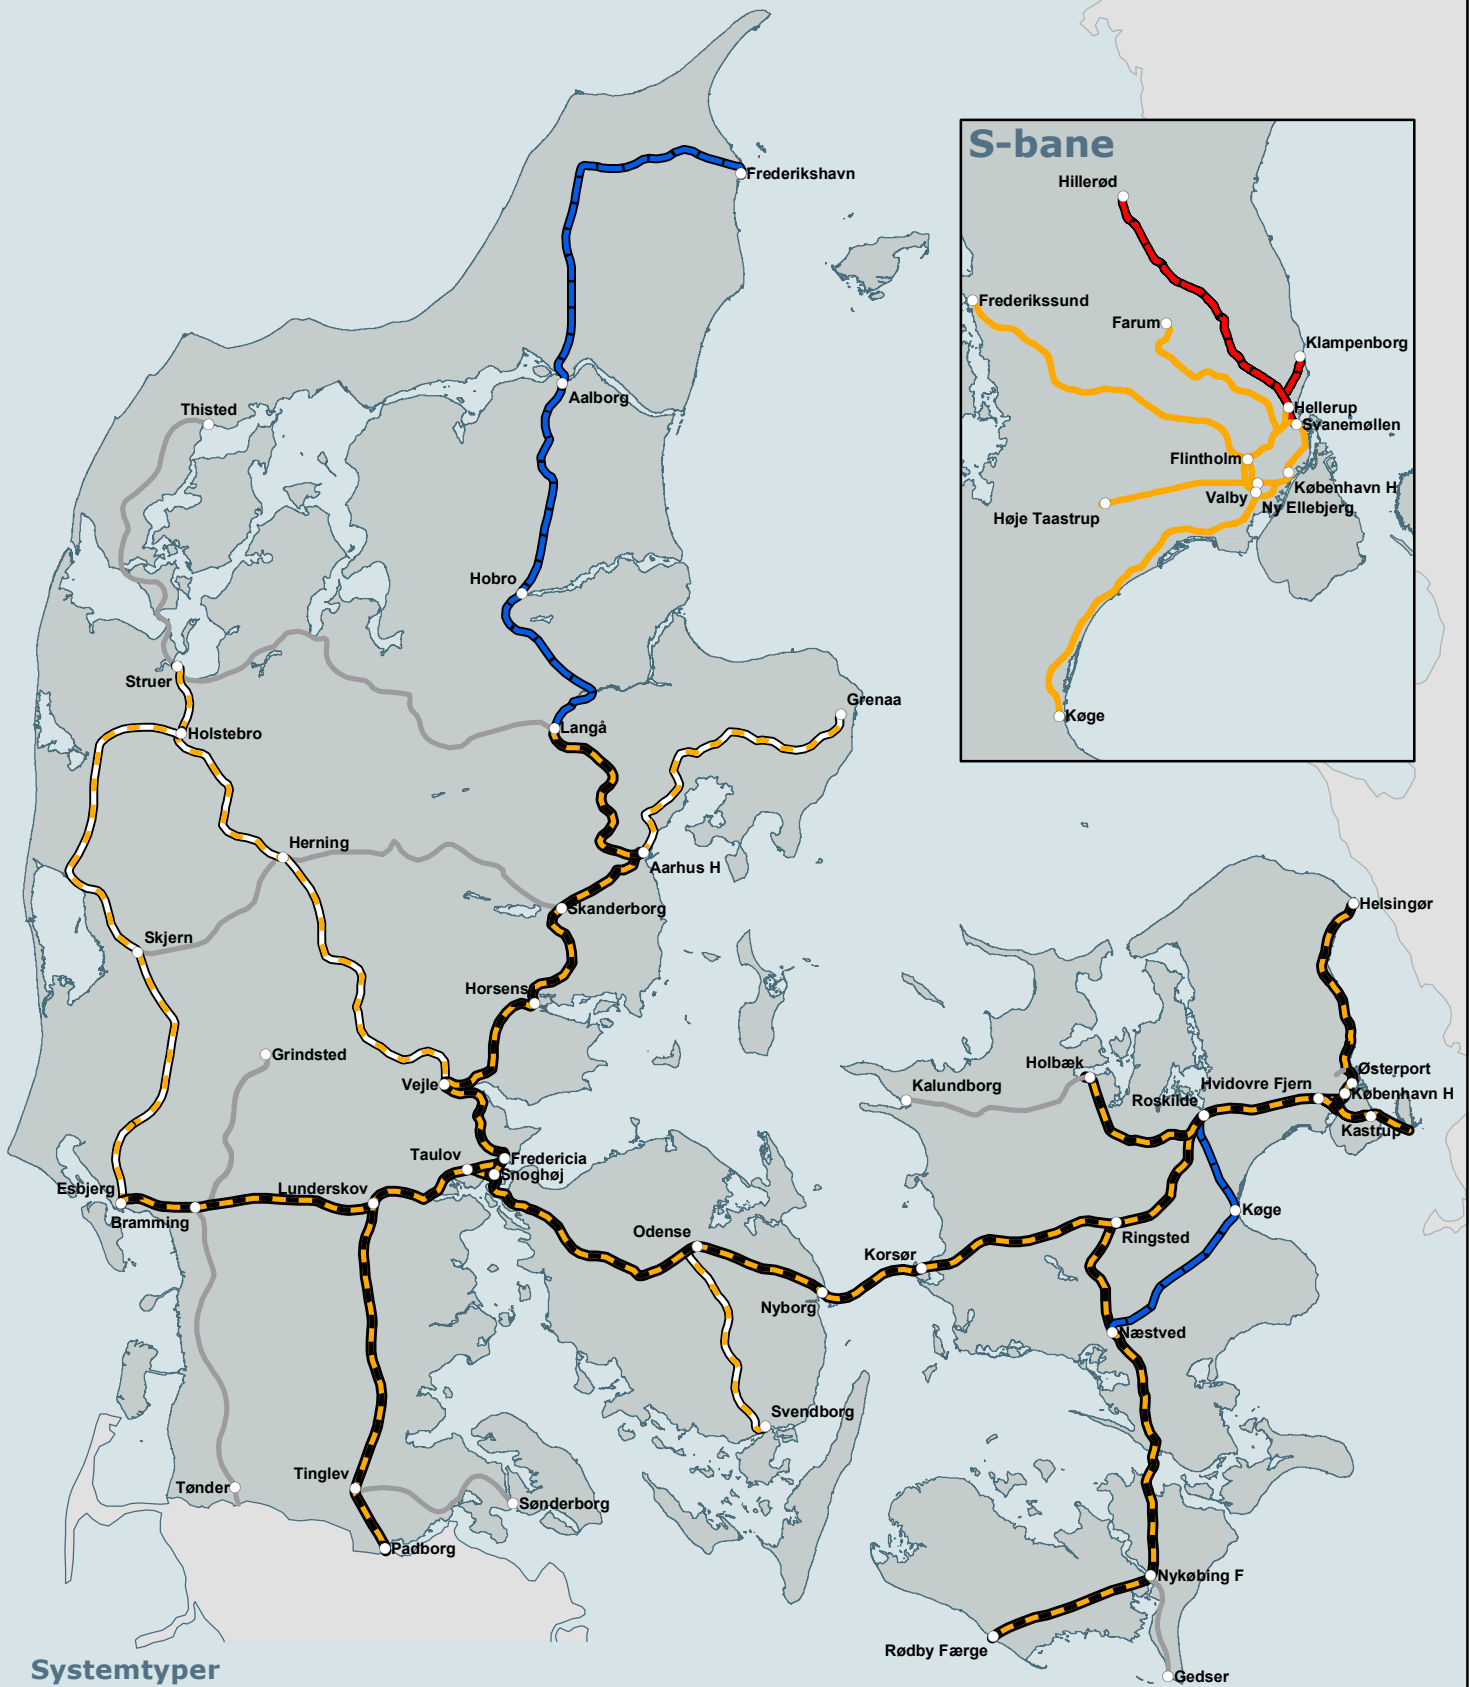 S-bane
Hillerød
Frederikshavn
Frederikssund
Farum
Klampenborg
Aalborg
Thisted
Hellerup
Svanemøllen
Flintholm
København H
Valby
Ny Ellebjerg
Høje Taastrup
Hobro
Struer
Grenaa
Køge
Langå
Holstebro
Herning
Aarhus H
Helsingør
Skanderborg
Skjern
Horsens
Grindsted
Holbæk
Østerport
Vejle
Kalundborg
Hvidovre Fjern
København H
Roskilde
Kastrup
Taulov
Fredericia
Snoghøj
Esbjerg
Lunderskov
Bramming
Køge
Odense
Ringsted
Korsør
Nyborg
Næstved
Svendborg
Tinglev
Tønder
Sønderborg
Padborg
Nykøbing F
Rødby Færge
Gedser
Systemtyper